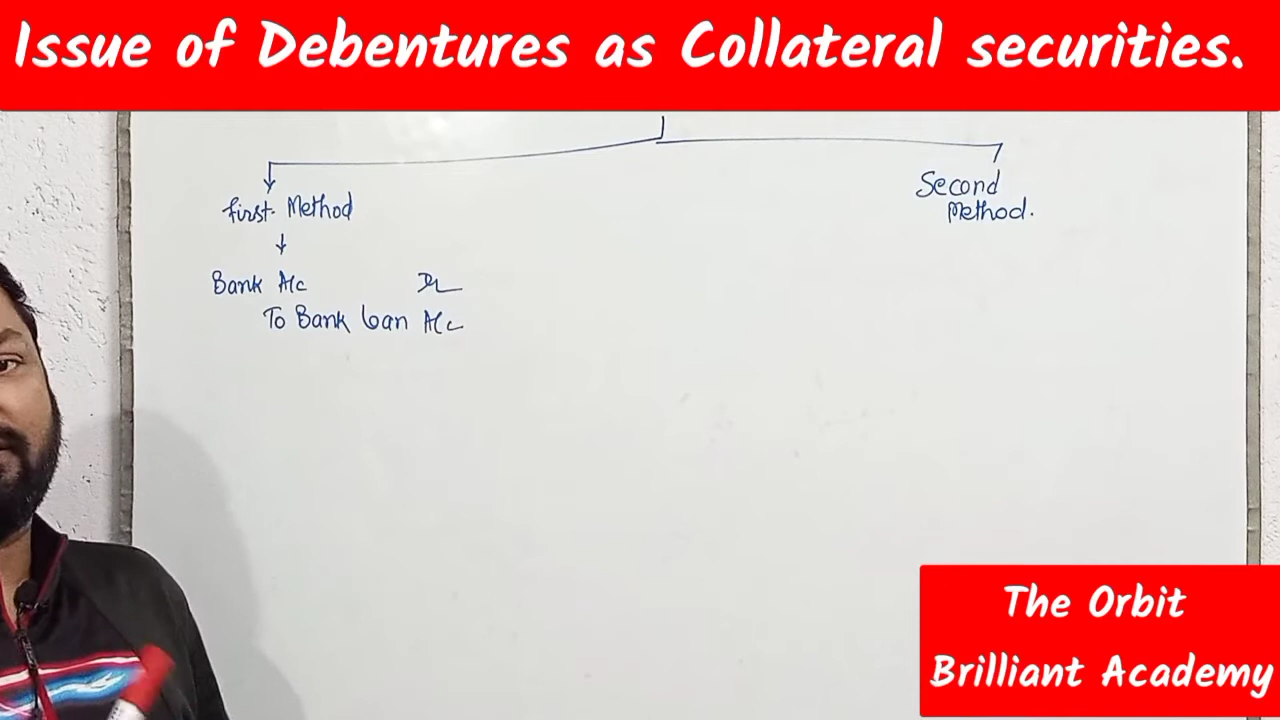 Issue of Debentures as Collateral securities.
First Method
Second
Method.
Bank A/c Dr
To Bank loan A/c
The Orbit
Brilliant Academy